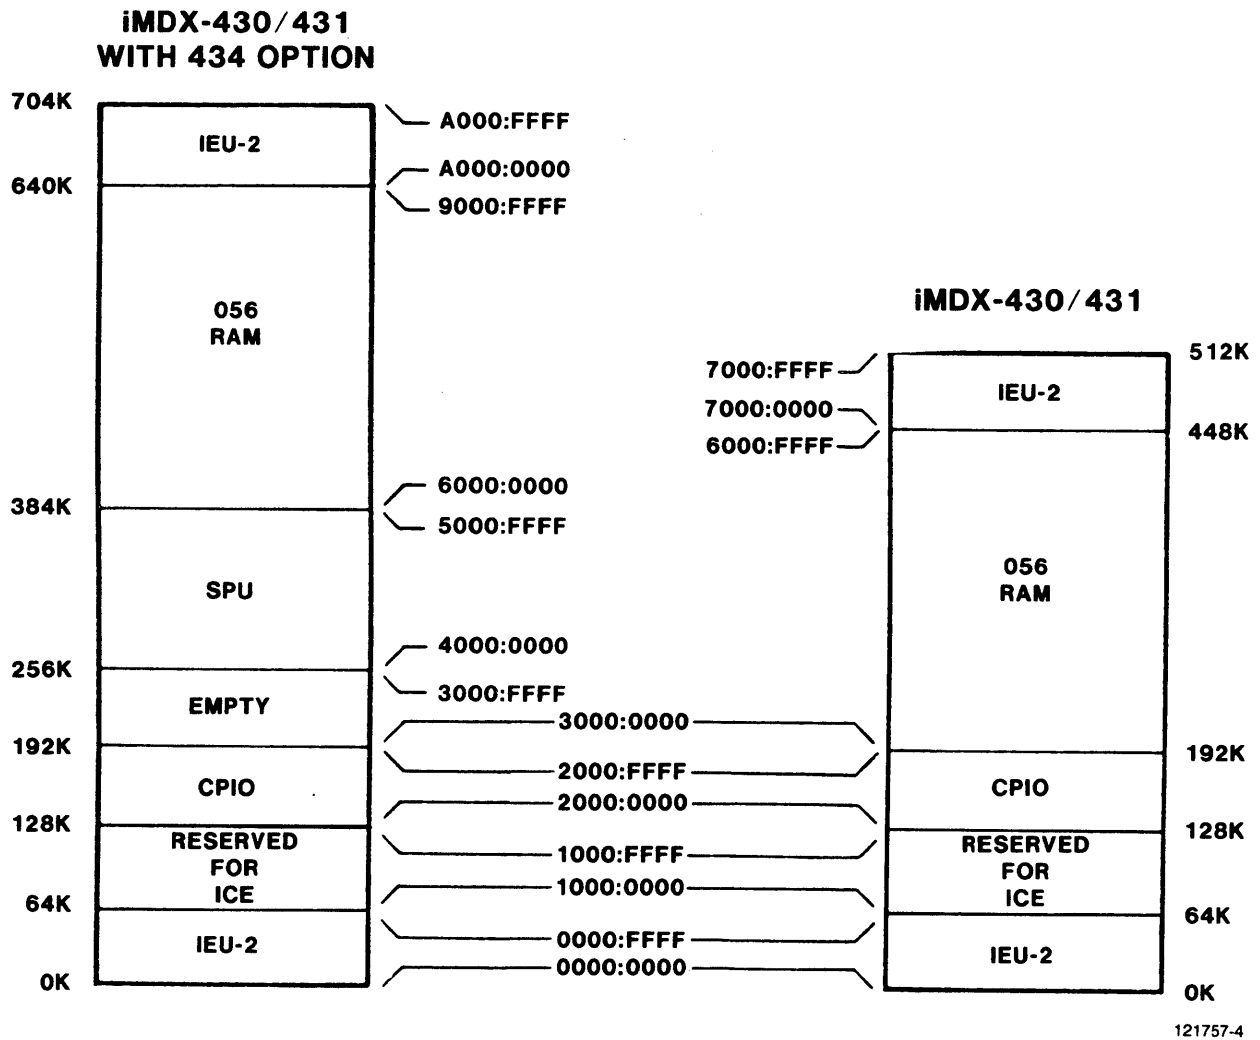 iMDX-430/431
WITH 434 OPTION
704K
IEU-2
A000:FFFF
A000:0000
640K
9000:FFFF
056
RAM
6000:0000
384K
5000:FFFF
SPU
4000:0000
256K
3000:FFFF
EMPTY
3000:0000
192K
2000:FFFF
CPIO
2000:0000
128K
RESERVED
FOR
ICE
1000:FFFF
1000:0000
64K
0000:FFFF
IEU-2
0000:0000
0K
iMDX-430/431
512K
7000:FFFF
IEU-2
7000:0000
448K
6000:FFFF
056
RAM
192K
CPIO
128K
RESERVED
FOR
ICE
64K
IEU-2
0K
121757-4